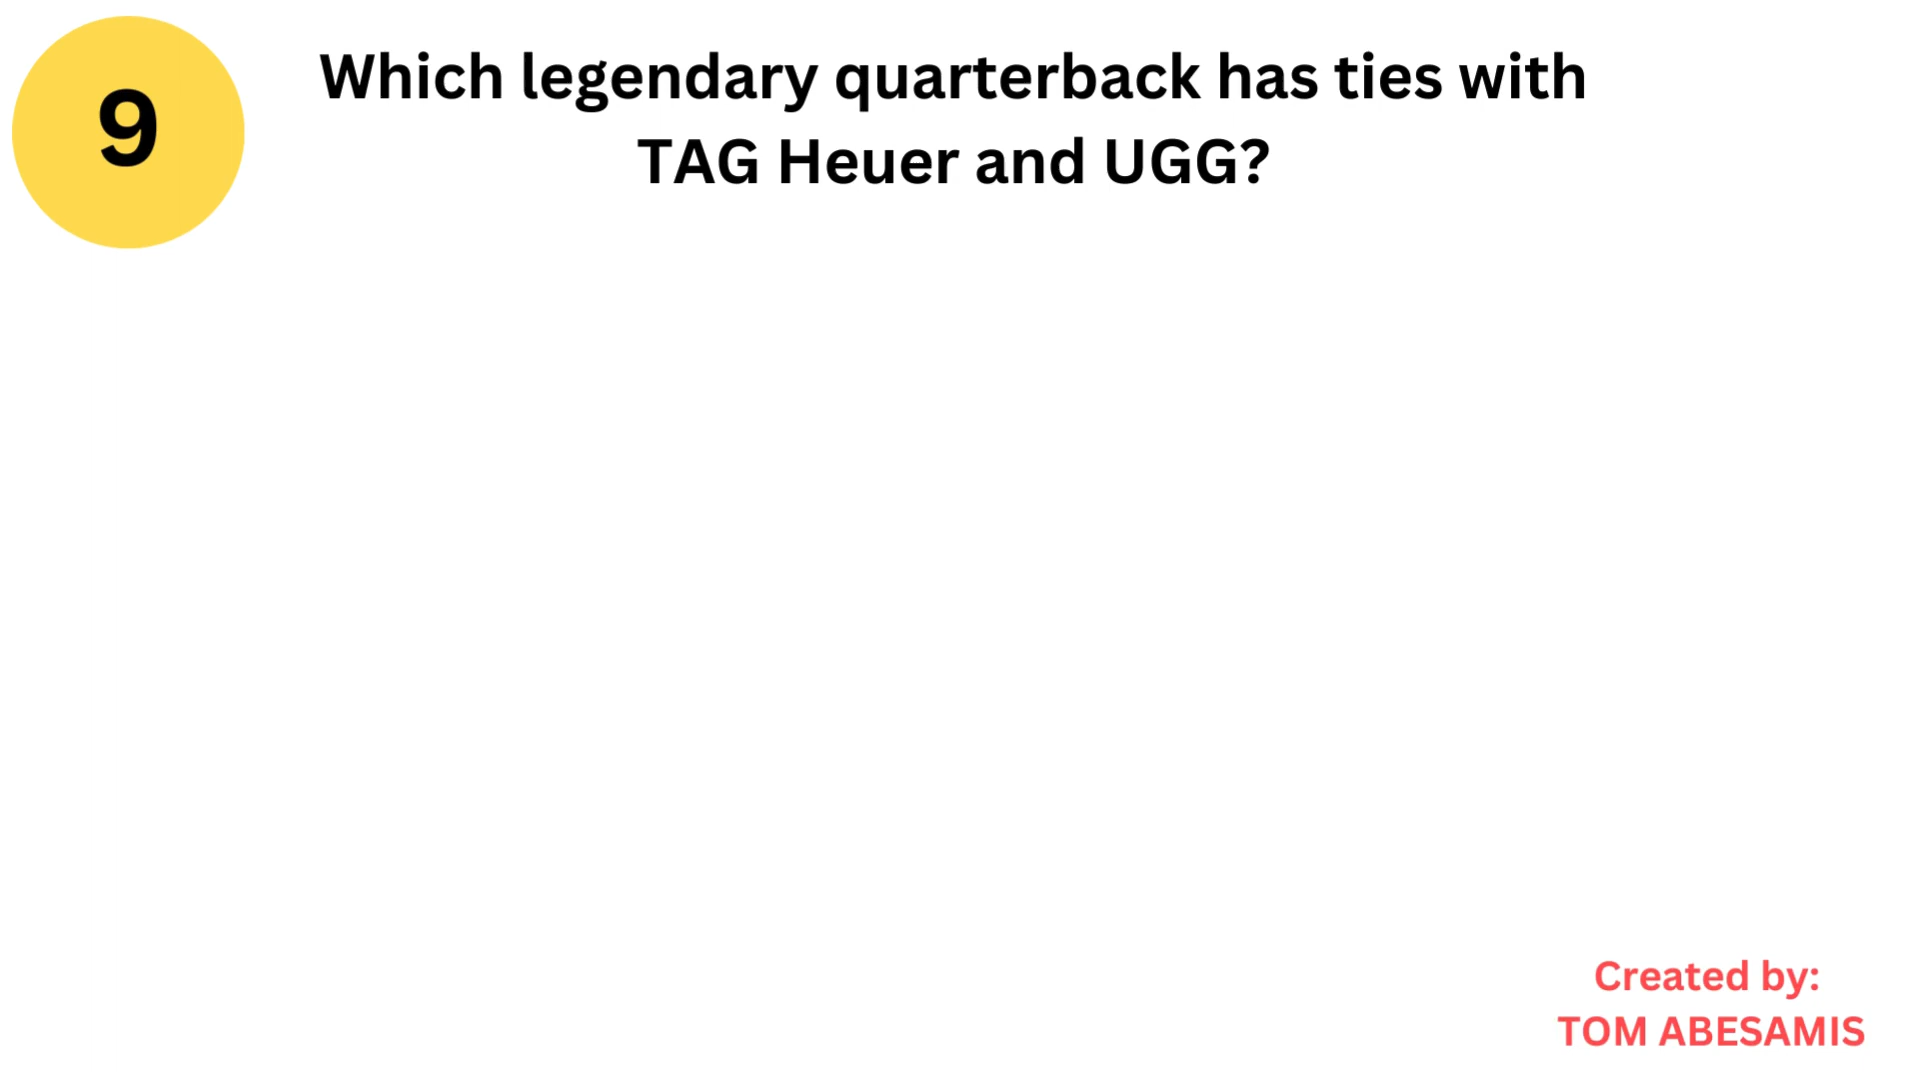 9
Which legendary quarterback has ties with
TAG Heuer and UGG?
Created by:
TOM ABESAMIS